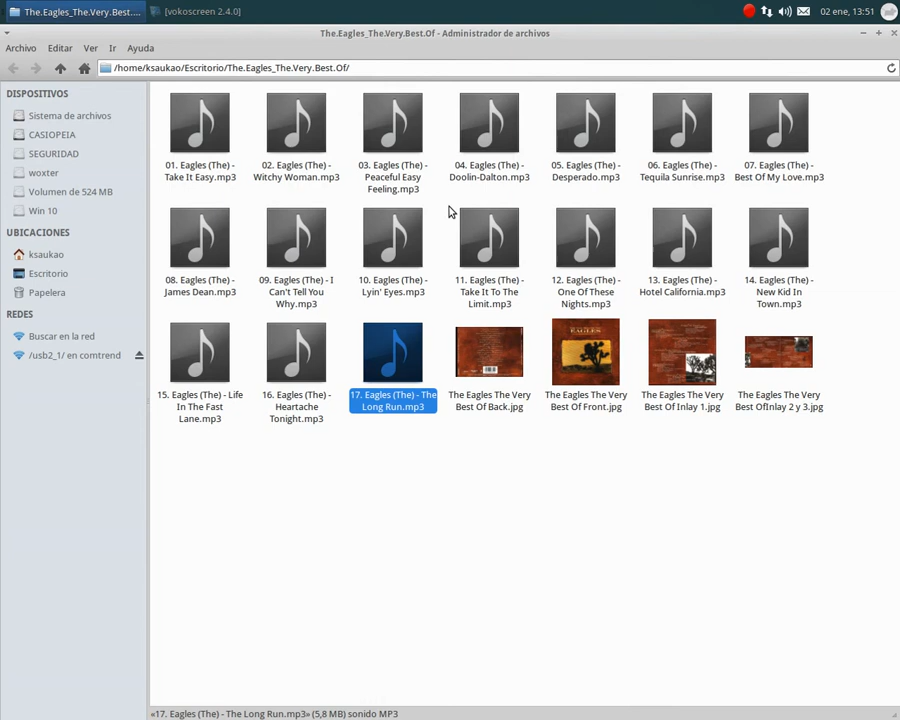 The.Eagles_The.Very.Best....
[vokoscreen 2.4.0]
02 ene, 13:51
The.Eagles_The.Very.Best.Of - Administrador de archivos
Archivo Editar Ver Ir Ayuda
/home/ksaukao/Escritorio/The.Eagles_The.Very.Best.Of/
DISPOSITIVOS
Sistema de archivos
CASIOPEIA
SEGURIDAD
woxter
Volumen de 524 MB
Win 10
UBICACIONES
ksaukao
Escritorio
Papelera
REDES
Buscar en la red
/usb2_1/ en comtrend
01. Eagles (The) -
Take It Easy.mp3
02. Eagles (The) -
Witchy Woman.mp3
03. Eagles (The) -
Peaceful Easy
Feeling.mp3
04. Eagles (The) -
Doolin-Dalton.mp3
05. Eagles (The) -
Desperado.mp3
06. Eagles (The) -
Tequila Sunrise.mp3
07. Eagles (The) -
Best Of My Love.mp3
08. Eagles (The) -
James Dean.mp3
09. Eagles (The) - I
Can't Tell You
Why.mp3
10. Eagles (The) -
Lyin' Eyes.mp3
11. Eagles (The) -
Take It To The
Limit.mp3
12. Eagles (The) -
One Of These
Nights.mp3
13. Eagles (The) -
Hotel California.mp3
14. Eagles (The) -
New Kid In
Town.mp3
15. Eagles (The) - Life
In The Fast
Lane.mp3
16. Eagles (The) -
Heartache
Tonight.mp3
17. Eagles (The) - The
Long Run.mp3
The Eagles The Very
Best Of Back.jpg
EAGLES
The Eagles The Very
Best Of Front.jpg
The Eagles The Very
Best Of Inlay 1.jpg
The Eagles The Very
Best OfInlay 2 y 3.jpg
«17. Eagles (The) - The Long Run.mp3» (5,8 MB) sonido MP3